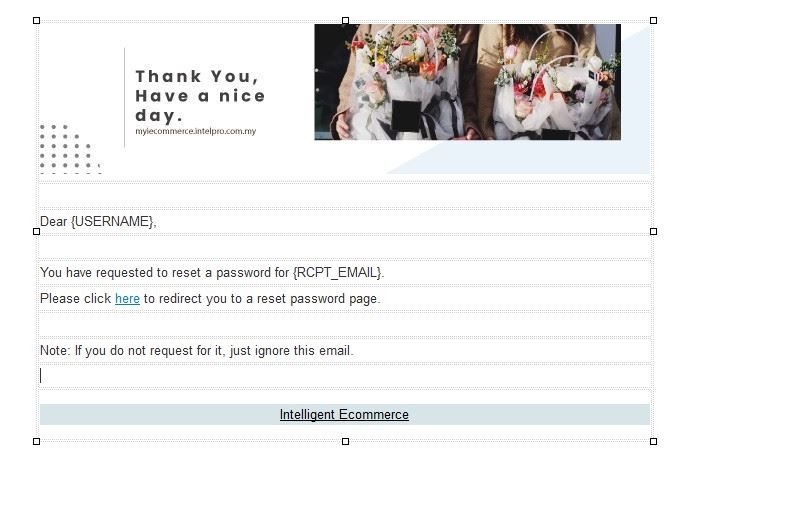 Thank You,
Have a nice
day.
myiecommerce.intelpro.com.my
Dear {USERNAME},
You have requested to reset a password for {RCPT_EMAIL}.
Please click here to redirect you to a reset password page.
Note: If you do not request for it, just ignore this email.
Intelligent Ecommerce